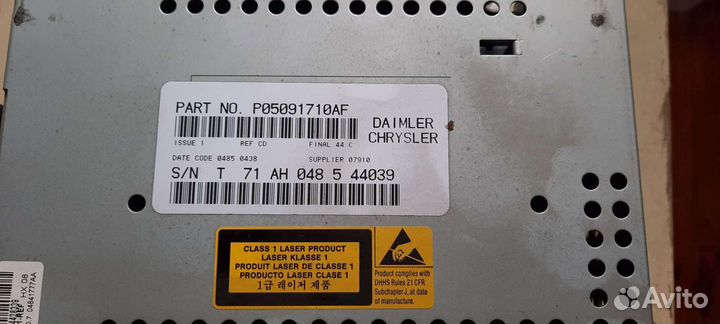 PART NO. P05091710AF
DAIMLER
CHRYSLER
ISSUE 1 REF CD FINAL 44 C
DATE CODE 0485 0438 SUPPLIER 07910
S/N T 71 AH 048 5 44039
CLASS 1 LASER PRODUCT
LASER KLASSE 1
PRODUIT LASER DE CLASSE 1
PRODUCTO LASER CLASE 1
1급 레이저 제품
Product complies with
DHHS Rules 21 CFR
Subchapter J, at date
of manufacture.
HX 08
04641777AA
Avito